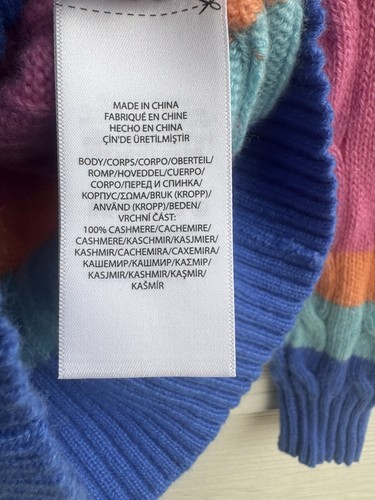 MADE IN CHINA
FABRIQUÉ EN CHINE
HECHO EN CHINA
ÇİN'DE ÜRETİLMİŞTİR
BODY/CORPS/CORPO/OBERTEIL/
ROMP/HOVEDDEL/CUERPO/
CORPO/ПЕРЕД И СПИНКА/
КОРПУС/ΣΩΜΑ/BRUK (KROPP)/
ANVÄND (KROPP)/BEDEN/
VRCHNÍ ČÁST:
100% CASHMERE/CACHEMIRE/
CASHMERE/KASCHMIR/KASJMIER/
KASHMIR/CACHEMIRA/CAXEMIRA/
КАШЕМИР/КАШМИР/ΚΑΣΜΙΡ/
KASJMIR/KASHMIR/KAŞMİR/
KAŠMÍR